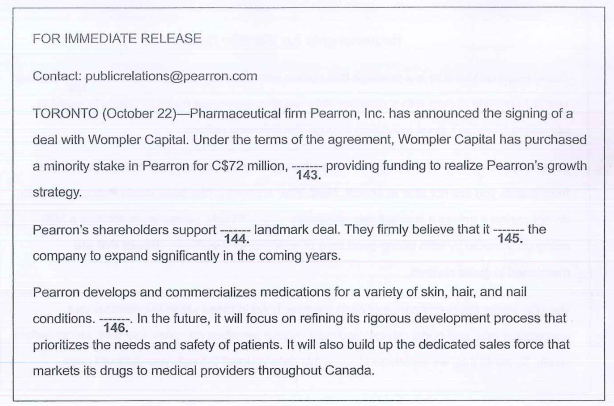 FOR IMMEDIATE RELEASE
Contact: publicrelations@pearron.com
TORONTO (October 22)—Pharmaceutical firm Pearron, Inc. has announced the signing of a
deal with Wompler Capital. Under the terms of the agreement, Wompler Capital has purchased
a minority stake in Pearron for C$72 million, ------- providing funding to realize Pearron's growth
143.
strategy.
Pearron's shareholders support ------- landmark deal. They firmly believe that it ------- the
144. 145.
company to expand significantly in the coming years.
Pearron develops and commercializes medications for a variety of skin, hair, and nail
conditions. -------. In the future, it will focus on refining its rigorous development process that
146.
prioritizes the needs and safety of patients. It will also build up the dedicated sales force that
markets its drugs to medical providers throughout Canada.